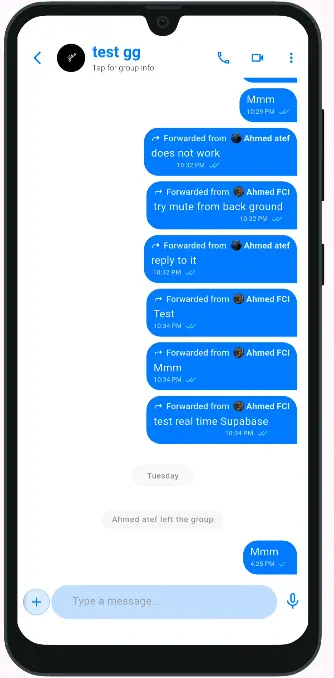 test gg
Tap for group info
Mmm
10:29 PM
Forwarded from Ahmed atef
does not work
10:32 PM
Forwarded from Ahmed FCI
try mute from back ground
10:32 PM
Forwarded from Ahmed atef
reply to it
10:32 PM
Forwarded from Ahmed FCI
Test
10:34 PM
Forwarded from Ahmed FCI
Mmm
10:34 PM
Forwarded from Ahmed FCI
test real time Supabase
10:34 PM
Tuesday
Ahmed atef left the group
Mmm
4:25 PM
Type a message...